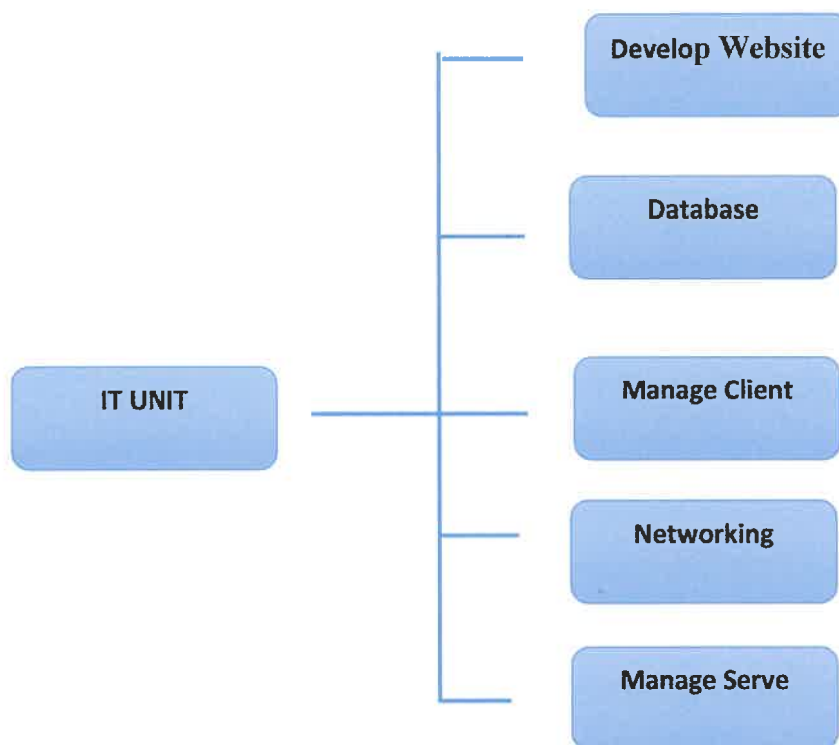 Develop Website
Database
IT UNIT
Manage Client
Networking
Manage Serve